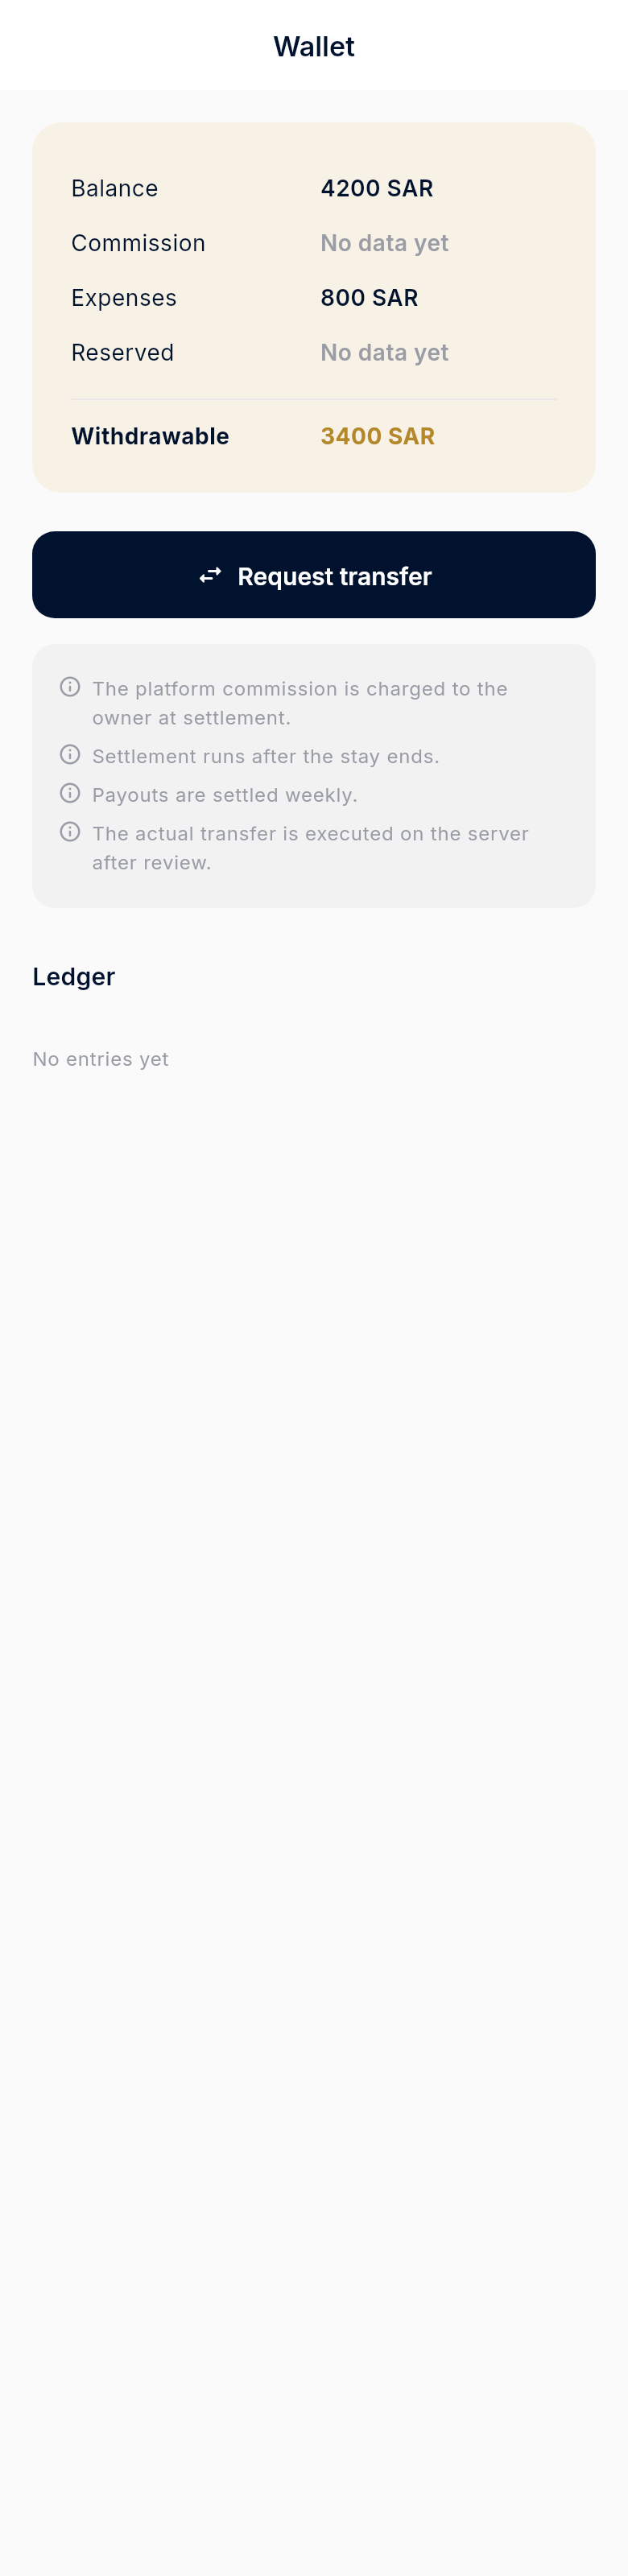 Wallet
Balance 4200 SAR
Commission No data yet
Expenses 800 SAR
Reserved No data yet
Withdrawable 3400 SAR
Request transfer
The platform commission is charged to the
owner at settlement.
Settlement runs after the stay ends.
Payouts are settled weekly.
The actual transfer is executed on the server
after review.
Ledger
No entries yet